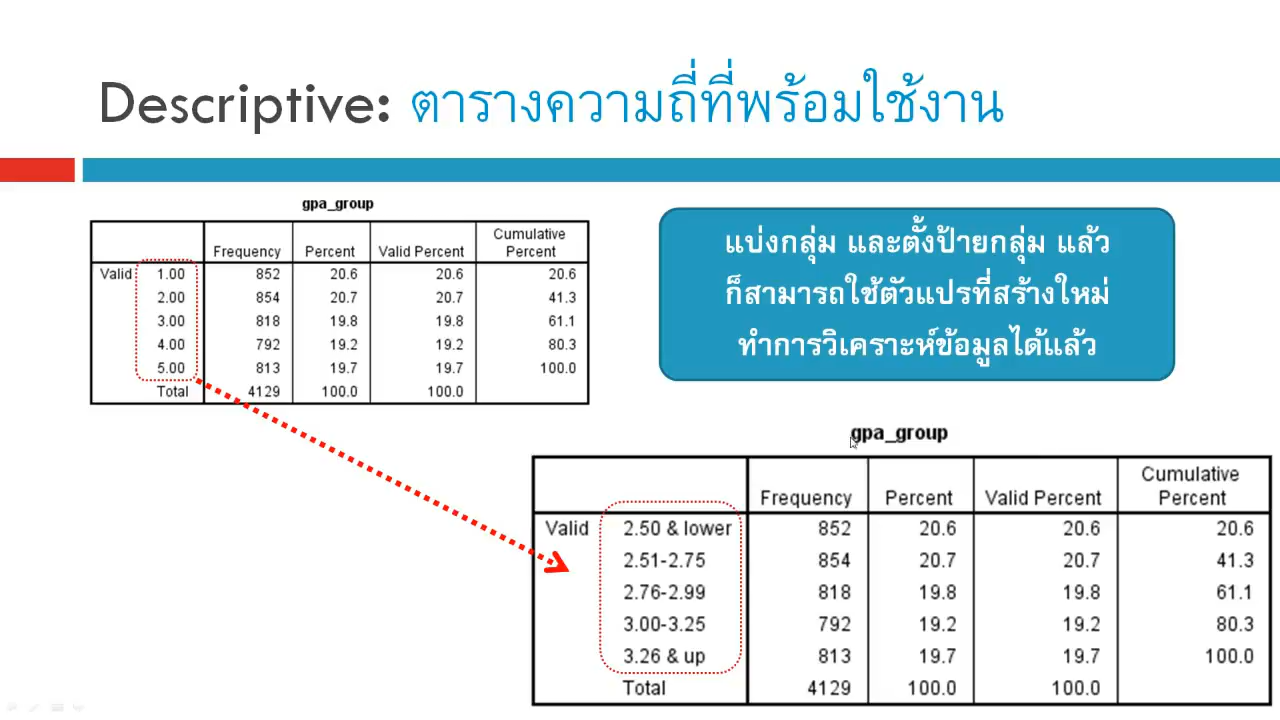 Descriptive: ตารางความถี่ที่พร้อมใช้งาน
gpa_group
Frequency Percent Valid Percent Cumulative Percent
Valid 1.00 852 20.6 20.6 20.6
2.00 854 20.7 20.7 41.3
3.00 818 19.8 19.8 61.1
4.00 792 19.2 19.2 80.3
5.00 813 19.7 19.7 100.0
Total 4129 100.0 100.0
แบ่งกลุ่ม และตั้งป้ายกลุ่ม แล้ว
ก็สามารถใช้ตัวแปรที่สร้างใหม่
ทำการวิเคราะห์ข้อมูลได้แล้ว
gpa_group
Frequency Percent Valid Percent Cumulative Percent
Valid 2.50 & lower 852 20.6 20.6 20.6
2.51-2.75 854 20.7 20.7 41.3
2.76-2.99 818 19.8 19.8 61.1
3.00-3.25 792 19.2 19.2 80.3
3.26 & up 813 19.7 19.7 100.0
Total 4129 100.0 100.0